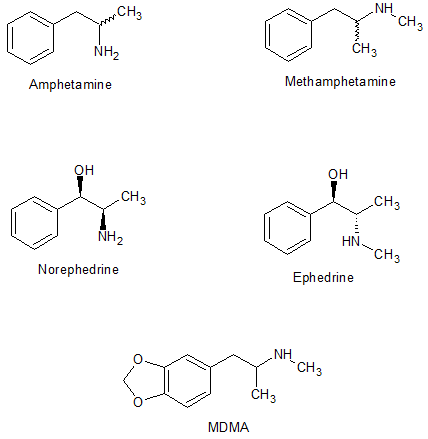 CH3
NH2
Amphetamine
NH
CH3
CH3
Methamphetamine
OH
CH3
NH2
Norephedrine
OH
CH3
HN
CH3
Ephedrine
O
O
NH
CH3
CH3
MDMA